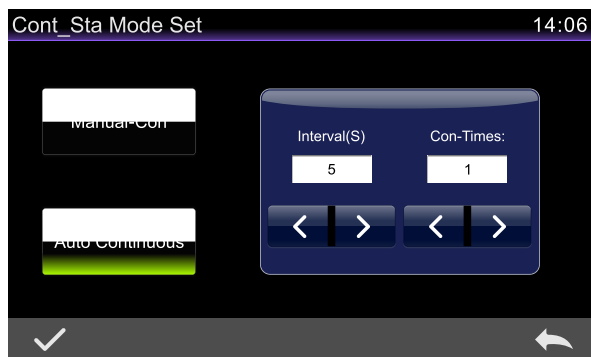 Cont_Sta Mode Set
14:06
Manual-Con
Auto Continuous
Interval(S)
Con-Times:
5
1